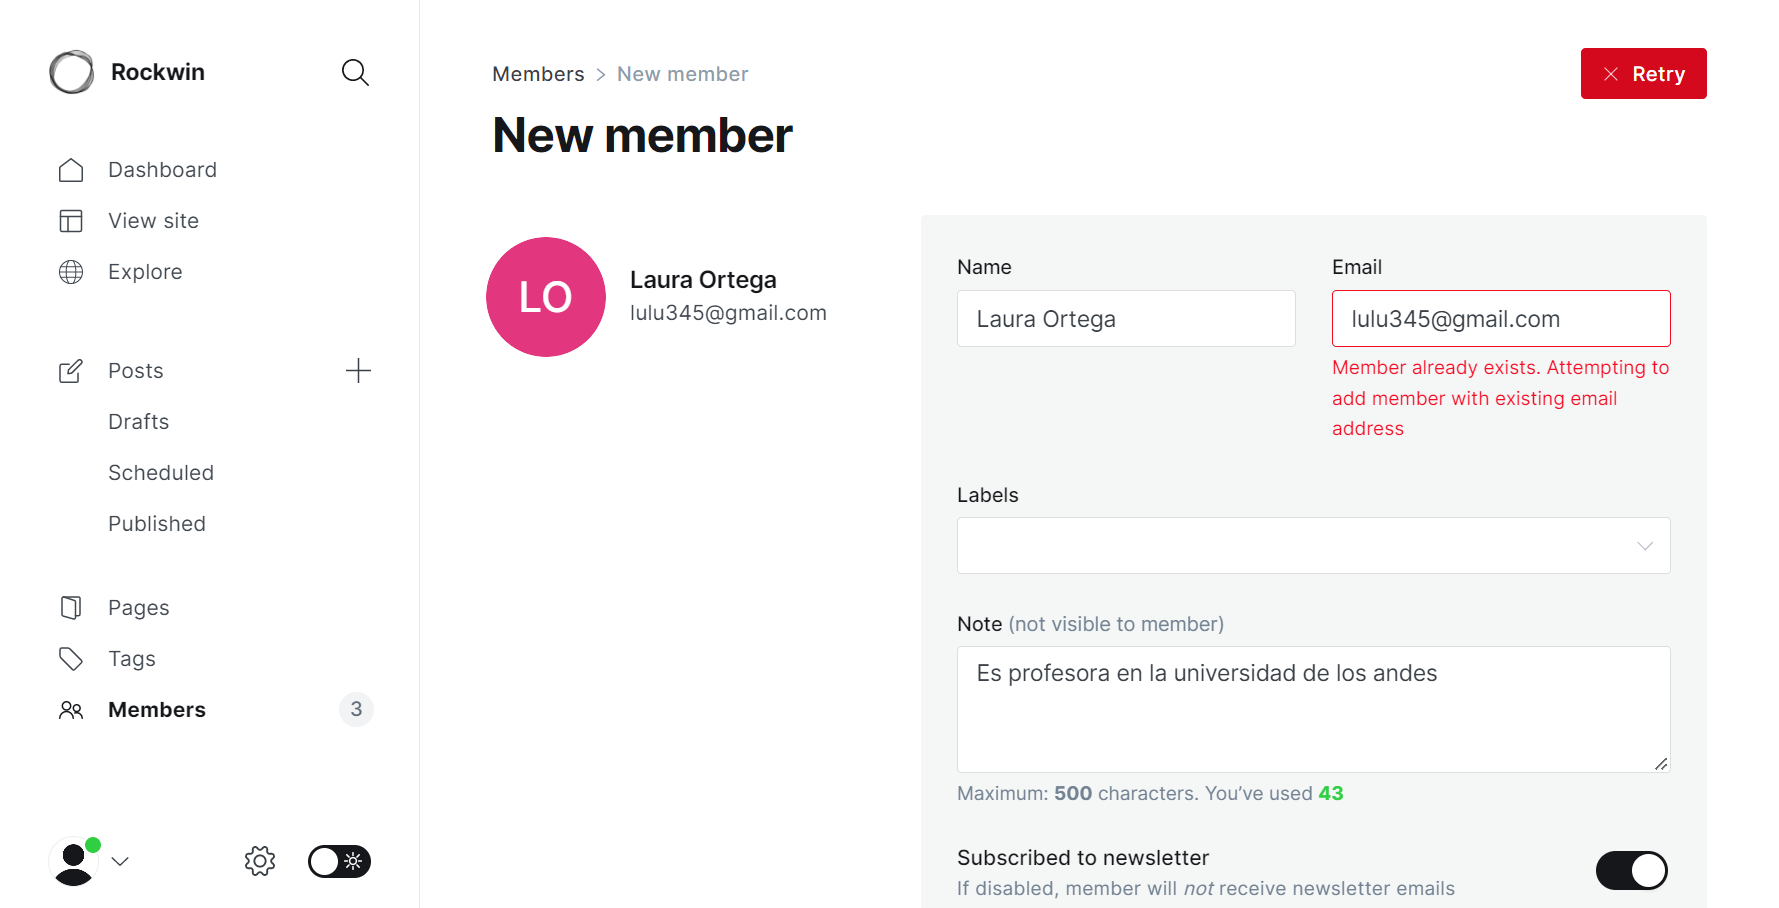 Rockwin
Dashboard
View site
Explore
Posts
Drafts
Scheduled
Published
Pages
Tags
Members
3
Members > New member
Retry
New member
LO
Laura Ortega
lulu345@gmail.com
Name
Laura Ortega
Email
lulu345@gmail.com
Member already exists. Attempting to
add member with existing email
address
Labels
Note (not visible to member)
Es profesora en la universidad de los andes
Maximum: 500 characters. You’ve used 43
Subscribed to newsletter
If disabled, member will not receive newsletter emails